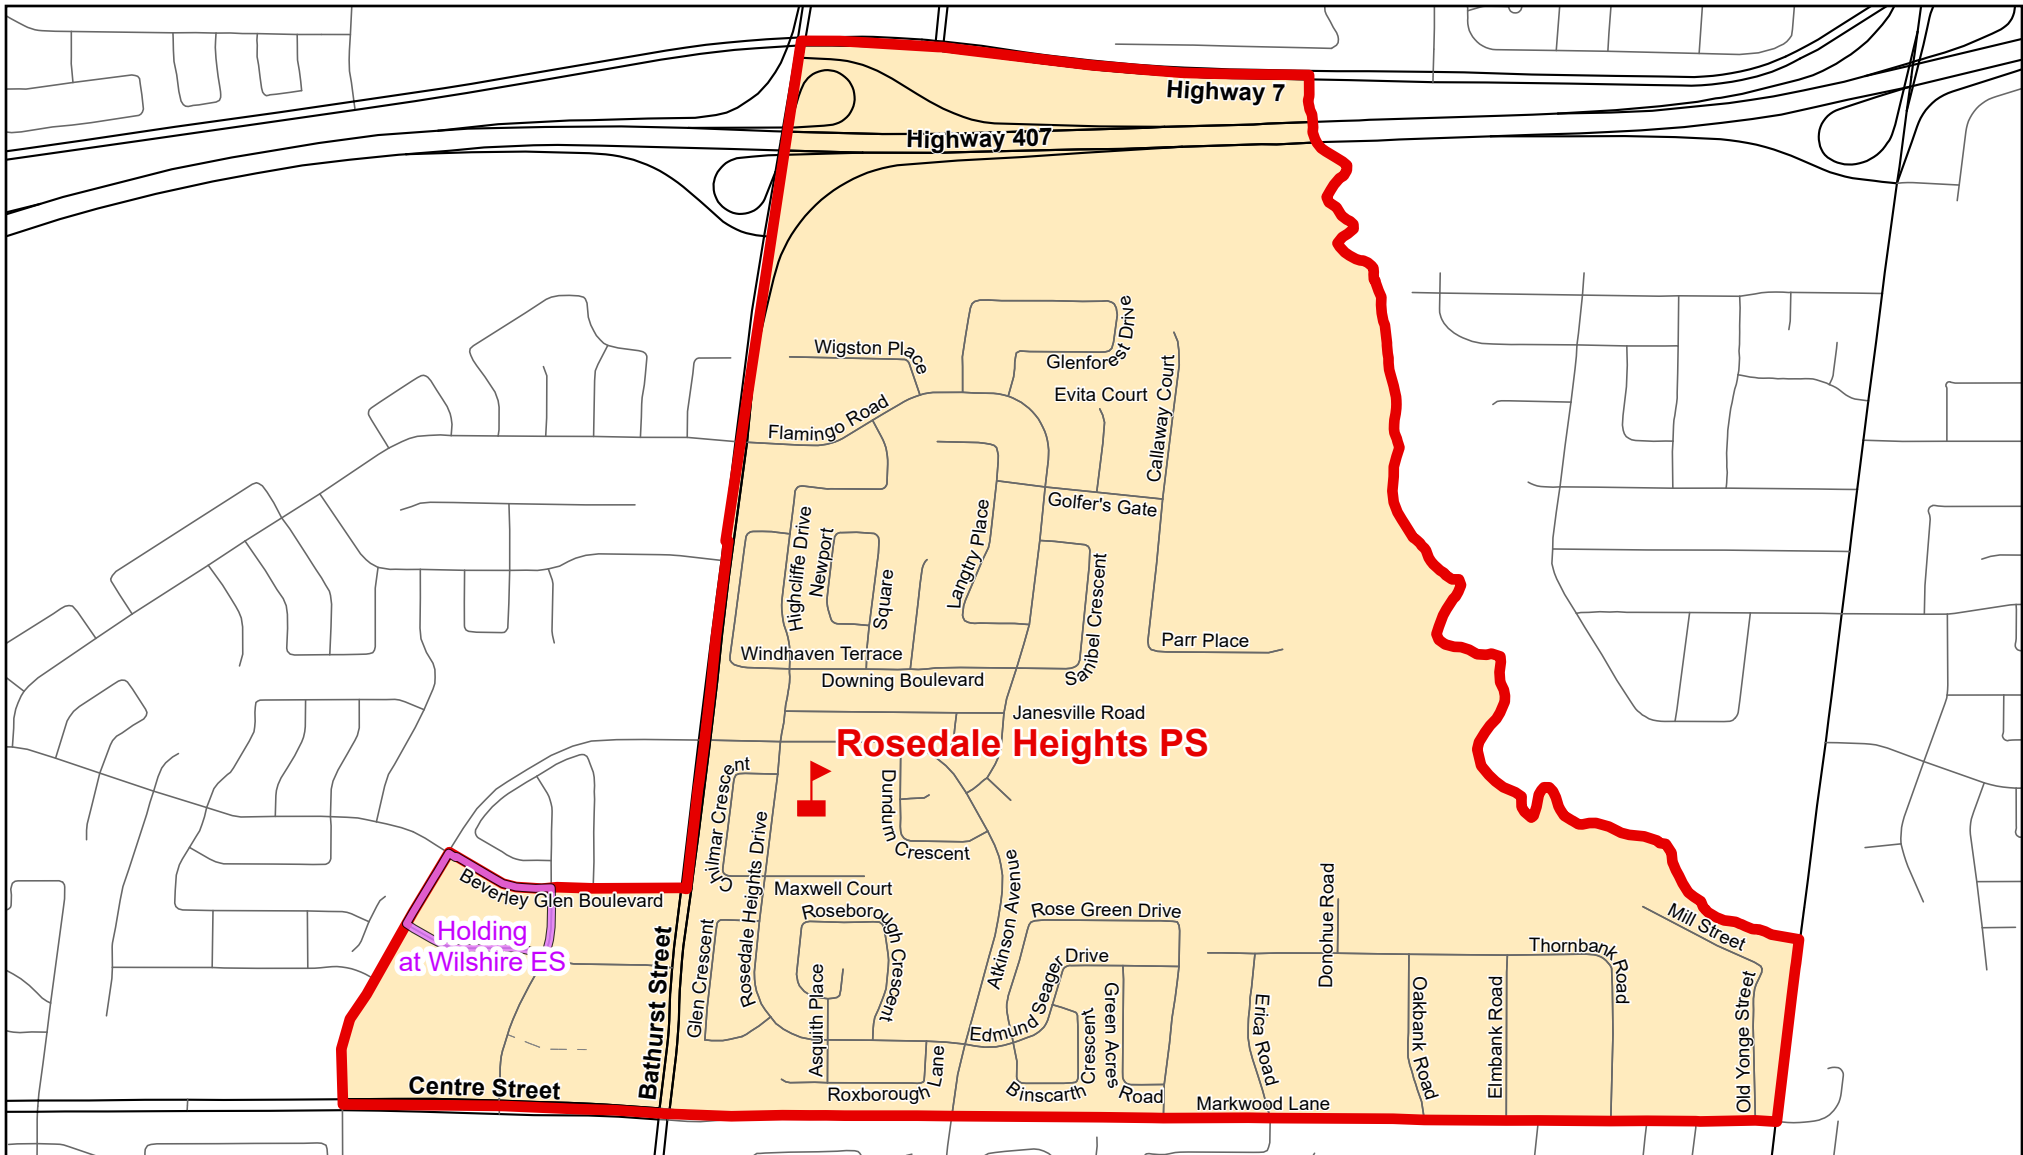 Highway 7
Highway 407
Glenforest Drive
Wigston Place
Evita Court
Callaway Court
Flamingo Road
Golfer's Gate
Langtry Place
Highcliffe Drive
Newport
Square
Sanibel Crescent
Parr Place
Windhaven Terrace
Downing Boulevard
Janesville Road
Rosedale Heights PS
Chilmar Crescent
Dundurn
Crescent
Rosedale Heights Drive
Maxwell Court
Atkinson Avenue
Beverley Glen Boulevard
Holding
at Wilshire ES
Roseborough Crescent
Rose Green Drive
Donohue Road
Mill Street
Thornbank Road
Bathurst Street
Glen Crescent
Asquith Place
Edmund Seager
Drive
Green Acres
Road
Crescent
Binscarth
Erica Road
Oakbank Road
Elmbank Road
Old Yonge Street
Centre Street
Roxborough
Lane
Markwood Lane